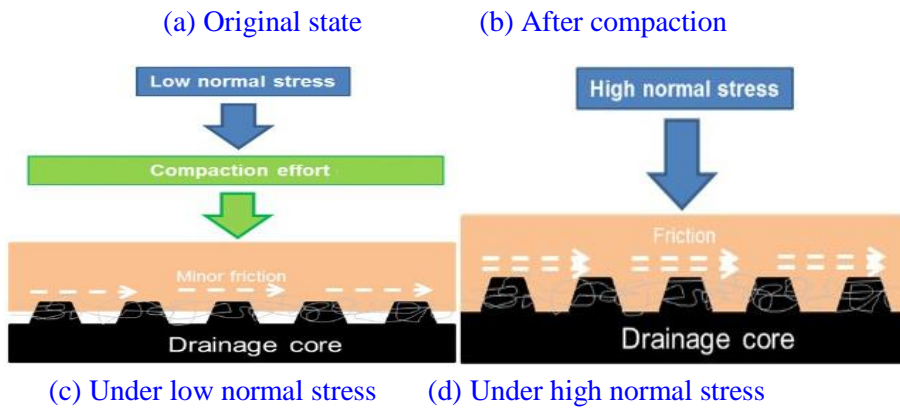 (a) Original state (b) After compaction
Low normal stress
High normal stress
Compaction effort
Minor friction
Friction
Drainage core
Drainage core
(c) Under low normal stress (d) Under high normal stress